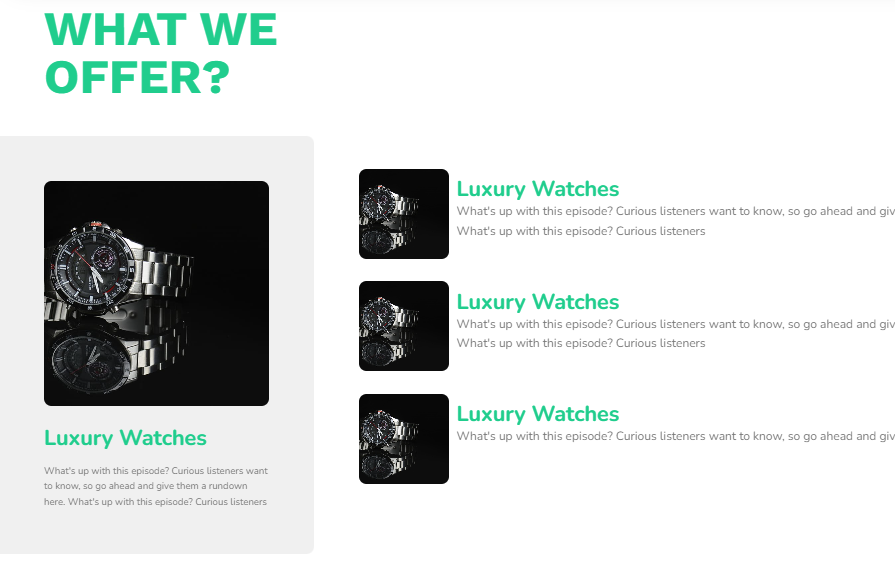 WHAT WE
OFFER?
Luxury Watches
What's up with this episode? Curious listeners want
to know, so go ahead and give them a rundown
here. What's up with this episode? Curious listeners
Luxury Watches
What's up with this episode? Curious listeners want to know, so go ahead and giv
What's up with this episode? Curious listeners
Luxury Watches
What's up with this episode? Curious listeners want to know, so go ahead and giv
What's up with this episode? Curious listeners
Luxury Watches
What's up with this episode? Curious listeners want to know, so go ahead and giv